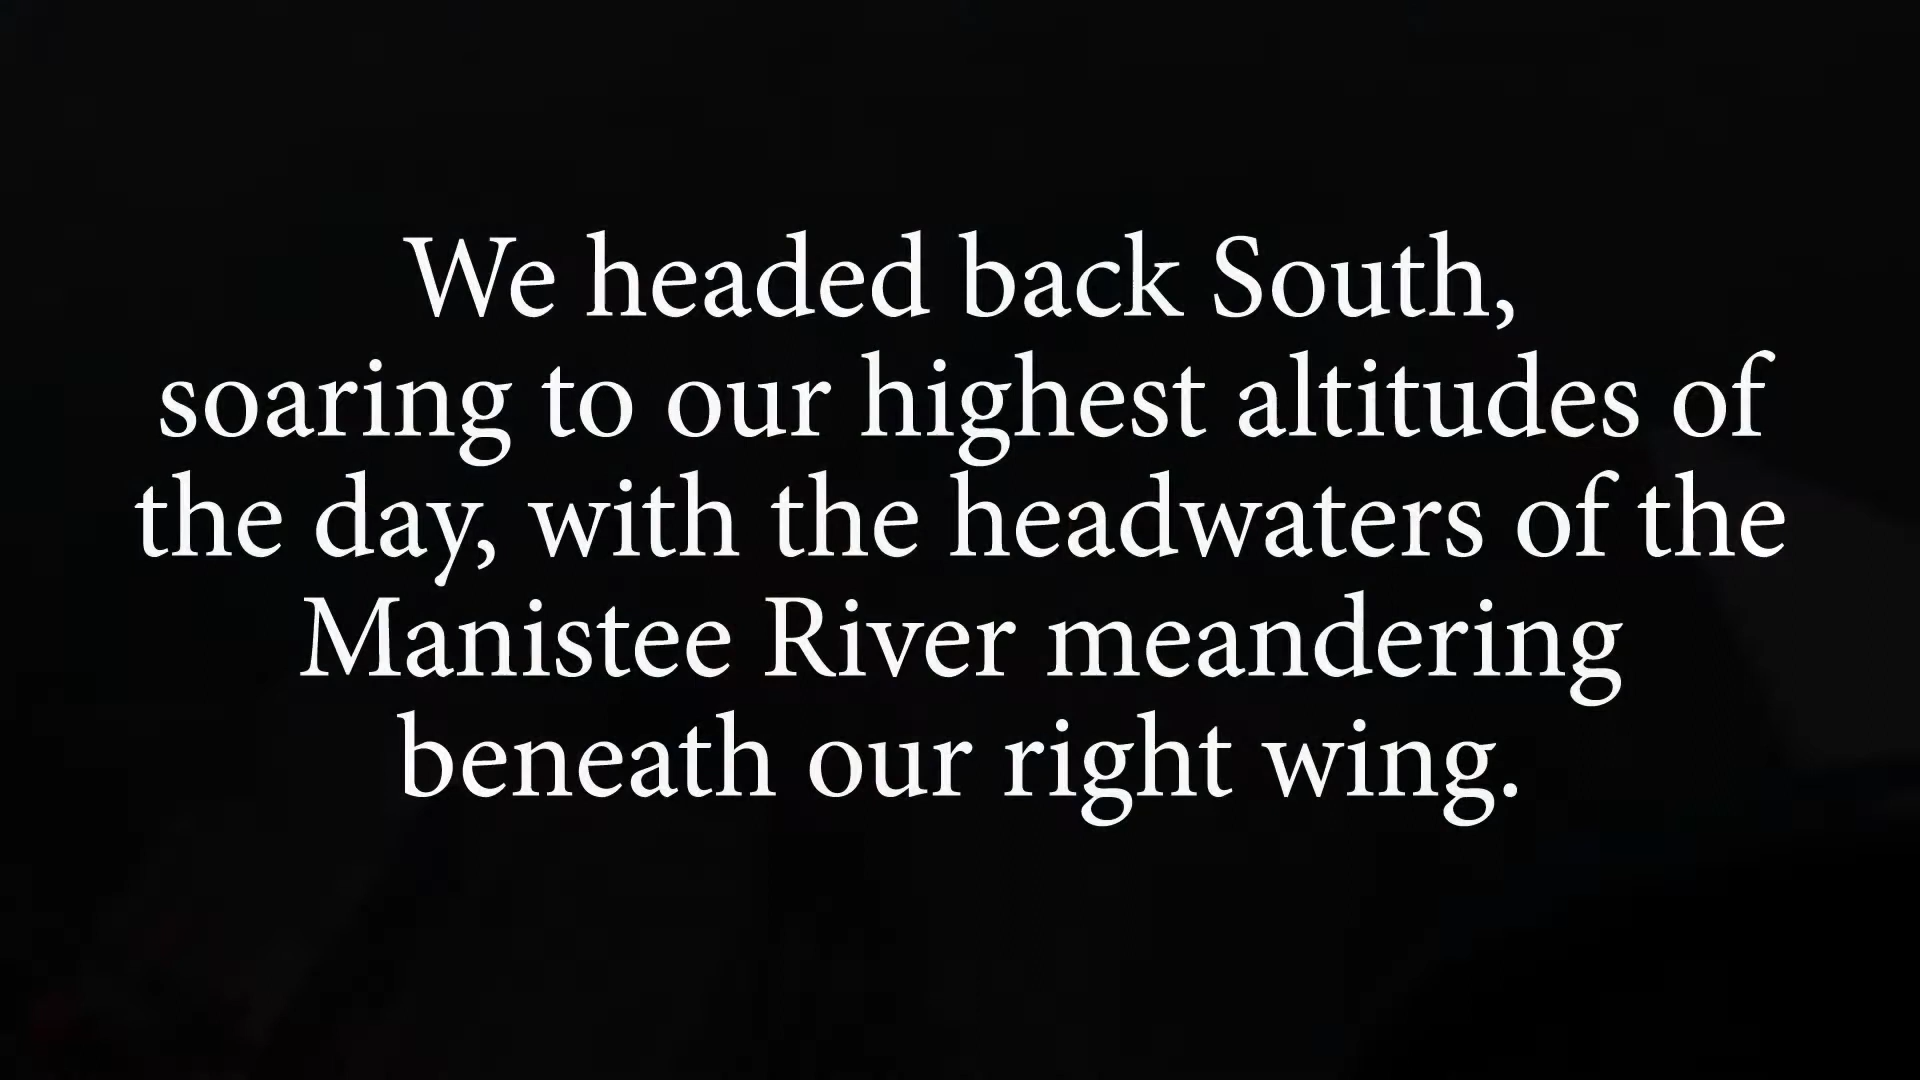 We headed back South,
soaring to our highest altitudes of
the day, with the headwaters of the
Manistee River meandering
beneath our right wing.